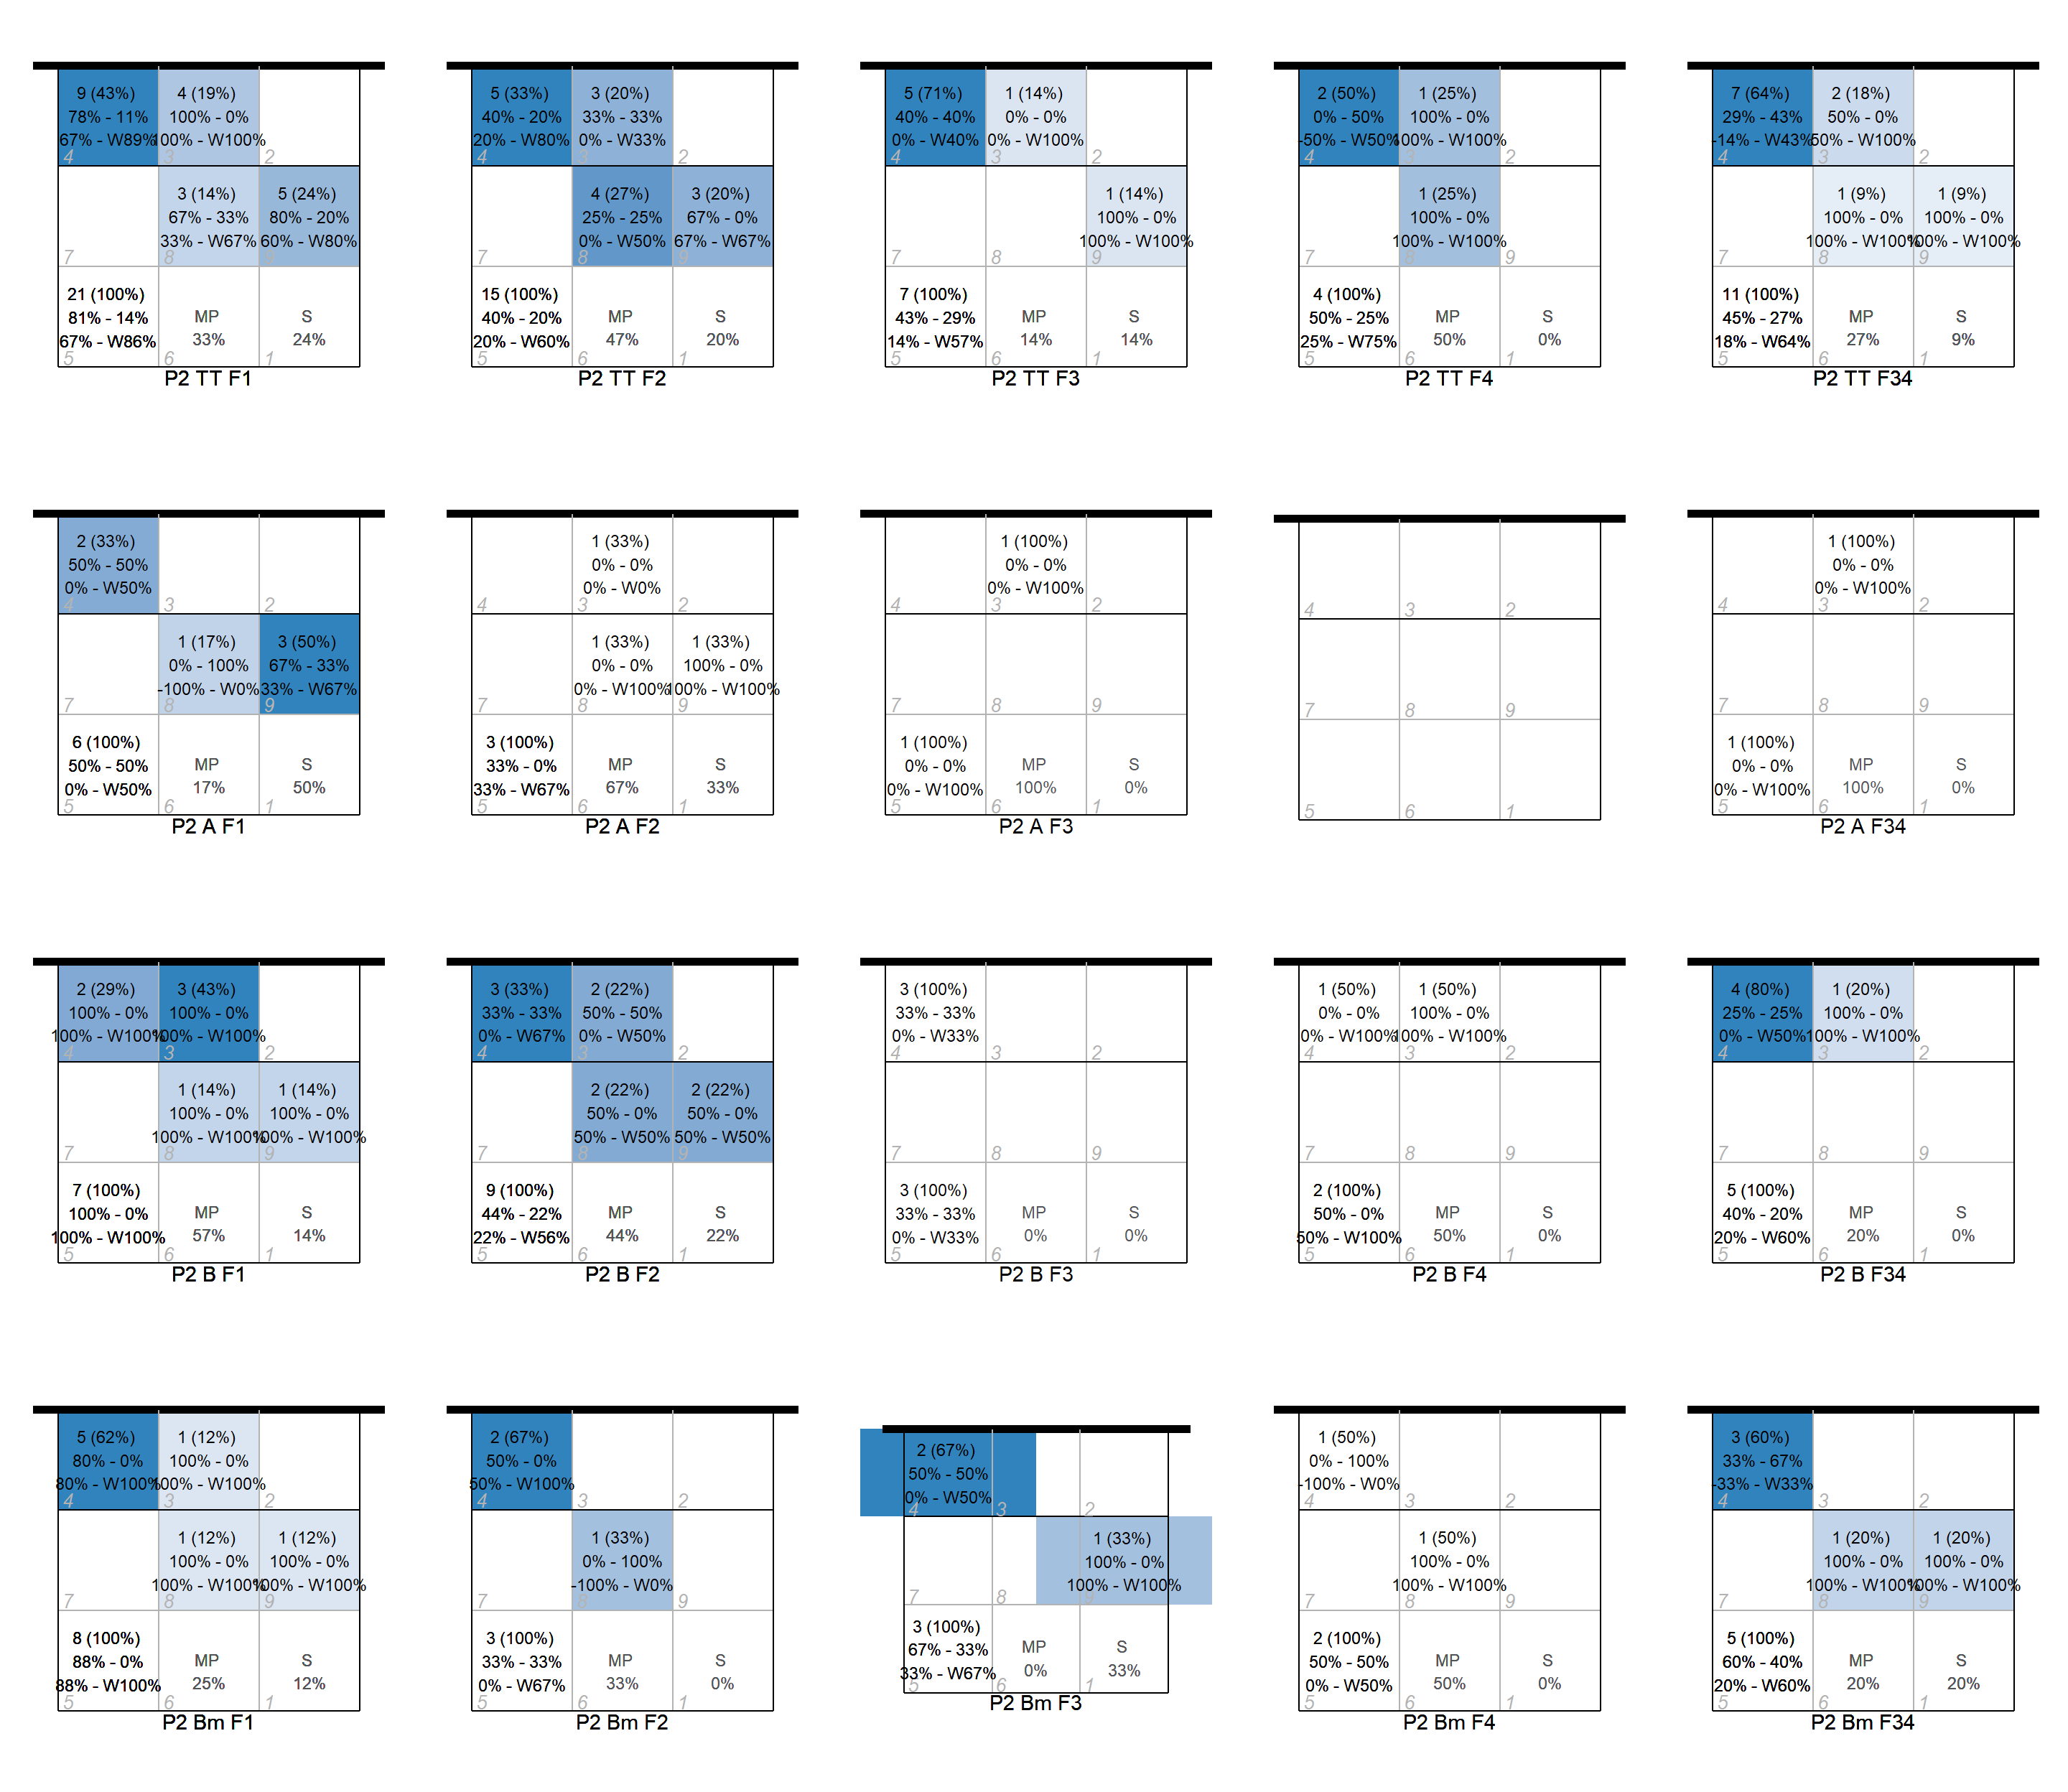 9 (43%)
78% - 11%
67% - W89%
4
4 (19%)
100% - 0%
100% - W100%
3
2
7
3 (14%)
67% - 33%
33% - W67%
8
5 (24%)
80% - 20%
60% - W80%
9
21 (100%)
81% - 14%
67% - W86%
5
MP
33%
6
S
24%
1
P2 TT F1
5 (33%)
40% - 20%
20% - W80%
4
3 (20%)
33% - 33%
0% - W33%
3
2
7
4 (27%)
25% - 25%
0% - W50%
8
3 (20%)
67% - 0%
67% - W67%
9
15 (100%)
40% - 20%
20% - W60%
5
MP
47%
6
S
20%
1
P2 TT F2
5 (71%)
40% - 40%
0% - W40%
4
1 (14%)
0% - 0%
0% - W100%
3
2
7
8
1 (14%)
100% - 0%
100% - W100%
9
7 (100%)
43% - 29%
14% - W57%
5
MP
14%
6
S
14%
1
P2 TT F3
2 (50%)
0% - 50%
-50% - W50%
4
1 (25%)
100% - 0%
100% - W100%
3
2
7
1 (25%)
100% - 0%
100% - W100%
8
9
4 (100%)
50% - 25%
25% - W75%
5
MP
50%
6
S
0%
1
P2 TT F4
7 (64%)
29% - 43%
-14% - W43%
4
2 (18%)
50% - 0%
50% - W100%
3
2
7
1 (9%)
100% - 0%
100% - W100%
8
1 (9%)
100% - 0%
100% - W100%
9
11 (100%)
45% - 27%
18% - W64%
5
MP
27%
6
S
9%
1
P2 TT F34
2 (33%)
50% - 50%
0% - W50%
4
3
2
7
1 (17%)
0% - 100%
-100% - W0%
8
3 (50%)
67% - 33%
33% - W67%
9
6 (100%)
50% - 50%
0% - W50%
5
MP
17%
6
S
50%
1
P2 A F1
4
1 (33%)
0% - 0%
0% - W0%
3
2
7
1 (33%)
0% - 0%
0% - W100%
8
1 (33%)
100% - 0%
100% - W100%
9
3 (100%)
33% - 0%
33% - W67%
5
MP
67%
6
S
33%
1
P2 A F2
4
1 (100%)
0% - 0%
0% - W100%
3
2
7
8
9
1 (100%)
0% - 0%
0% - W100%
5
MP
100%
6
S
0%
1
P2 A F3
4
3
2
7
8
9
5
6
1
4
1 (100%)
0% - 0%
0% - W100%
3
2
7
8
9
1 (100%)
0% - 0%
0% - W100%
5
MP
100%
6
S
0%
1
P2 A F34
2 (29%)
100% - 0%
100% - W100%
4
3 (43%)
100% - 0%
100% - W100%
3
2
7
1 (14%)
100% - 0%
100% - W100%
8
1 (14%)
100% - 0%
100% - W100%
9
7 (100%)
100% - 0%
100% - W100%
5
MP
57%
6
S
14%
1
P2 B F1
3 (33%)
33% - 33%
0% - W67%
4
2 (22%)
50% - 50%
0% - W50%
3
2
7
2 (22%)
50% - 0%
50% - W50%
8
2 (22%)
50% - 0%
50% - W50%
9
9 (100%)
44% - 22%
22% - W56%
5
MP
44%
6
S
22%
1
P2 B F2
3 (100%)
33% - 33%
0% - W33%
4
3
2
7
8
9
3 (100%)
33% - 33%
0% - W33%
5
MP
0%
6
S
0%
1
P2 B F3
1 (50%)
0% - 0%
0% - W100%
4
1 (50%)
100% - 0%
100% - W100%
3
2
7
8
9
2 (100%)
50% - 0%
50% - W100%
5
MP
50%
6
S
0%
1
P2 B F4
4 (80%)
25% - 25%
0% - W50%
4
1 (20%)
100% - 0%
100% - W100%
3
2
7
8
9
5 (100%)
40% - 20%
20% - W60%
5
MP
20%
6
S
0%
1
P2 B F34
5 (62%)
80% - 0%
80% - W100%
4
1 (12%)
100% - 0%
100% - W100%
3
2
7
1 (12%)
100% - 0%
100% - W100%
8
1 (12%)
100% - 0%
100% - W100%
9
8 (100%)
88% - 0%
88% - W100%
5
MP
25%
6
S
12%
1
P2 Bm F1
2 (67%)
50% - 0%
50% - W100%
4
3
2
7
1 (33%)
0% - 100%
-100% - W0%
8
9
3 (100%)
33% - 33%
0% - W67%
5
MP
33%
6
S
0%
1
P2 Bm F2
2 (67%)
50% - 50%
0% - W50%
4
3
2
7
8
1 (33%)
100% - 0%
100% - W100%
3 (100%)
67% - 33%
33% - W67%
5
MP
0%
6
S
33%
1
P2 Bm F3
1 (50%)
0% - 100%
-100% - W0%
4
3
2
7
1 (50%)
100% - 0%
100% - W100%
8
9
2 (100%)
50% - 50%
0% - W50%
5
MP
50%
6
S
0%
1
P2 Bm F4
3 (60%)
33% - 67%
-33% - W33%
4
3
2
7
1 (20%)
100% - 0%
100% - W100%
8
1 (20%)
100% - 0%
100% - W100%
9
5 (100%)
60% - 40%
20% - W60%
5
MP
20%
6
S
20%
1
P2 Bm F34